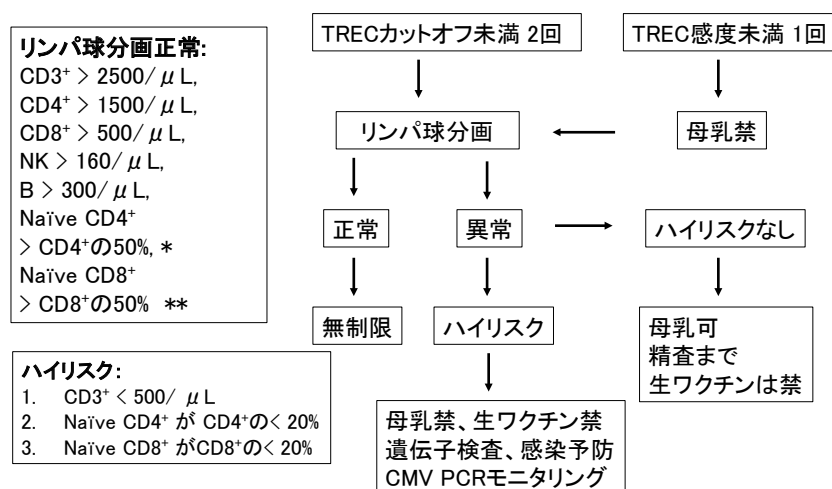 リンパ球分画正常:
CD3⁺ > 2500/μL,
CD4⁺ > 1500/μL,
CD8⁺ > 500/μL,
NK > 160/μL,
B > 300/μL,
Naïve CD4⁺
> CD4⁺の50%, *
Naïve CD8⁺
> CD8⁺の50% **
ハイリスク:
1. CD3⁺ < 500/ μL
2. Naïve CD4⁺ が CD4⁺の< 20%
3. Naïve CD8⁺ がCD8⁺の< 20%
TRECカットオフ未満 2回
TREC感度未満 1回
リンパ球分画
母乳禁
正常
異常
ハイリスクなし
無制限
ハイリスク
母乳可
精査まで
生ワクチンは禁
母乳禁、生ワクチン禁
遺伝子検査、感染予防
CMV PCRモニタリング